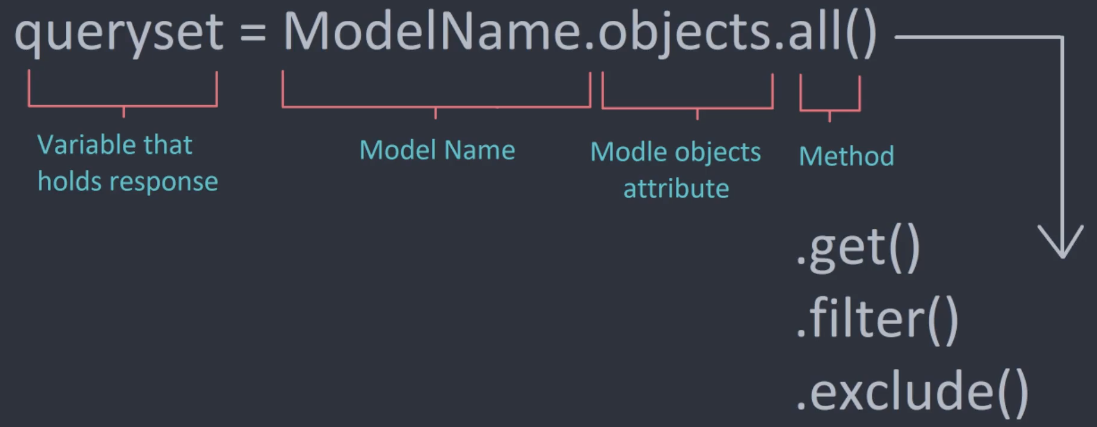 queryset = ModelName.objects.all()
Variable that
holds response
Model Name
Modle objects
attribute
Method
.get()
.filter()
.exclude()